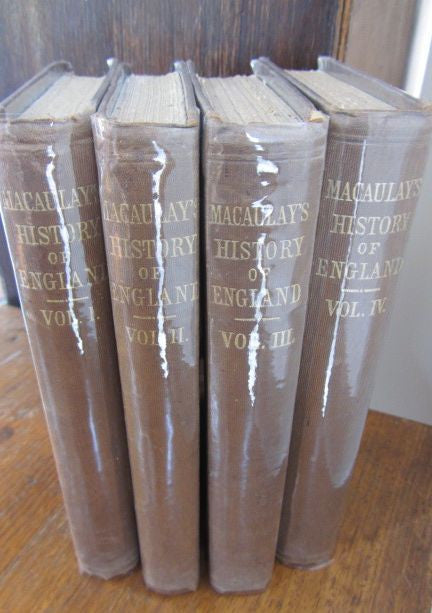 MACAULAY'S
HISTORY
OF
ENGLAND
VOL. I.
MACAULAY'S
HISTORY
OF
ENGLAND
VOL. II.
MACAULAY'S
HISTORY
OF
ENGLAND
VOL. III.
MACAULAY'S
HISTORY
OF
ENGLAND
VOL. IV.